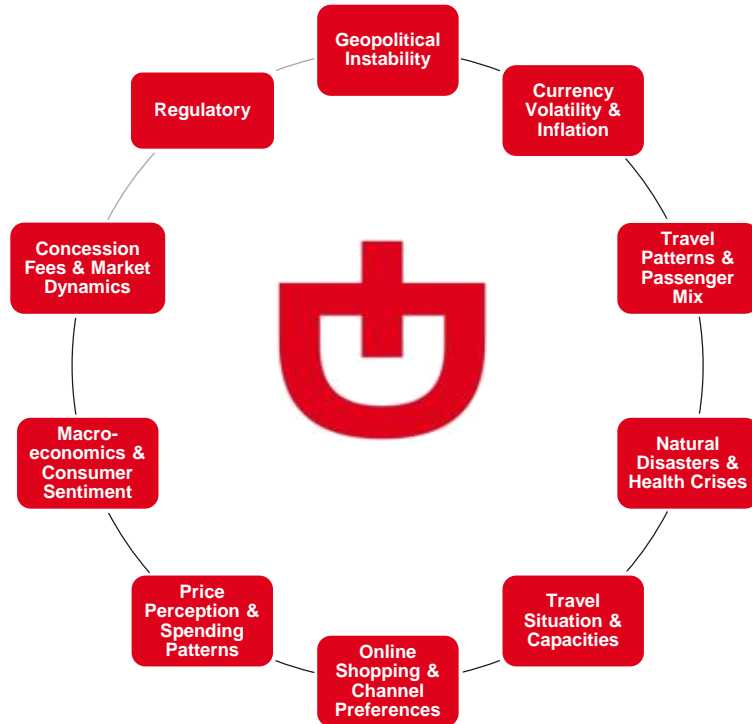 Geopolitical
Instability
Currency
Volatility &
Inflation
Travel
Patterns &
Passenger
Mix
Natural
Disasters &
Health Crises
Travel
Situation &
Capacities
Online
Shopping &
Channel
Preferences
Price
Perception &
Spending
Patterns
Macro-
economics &
Consumer
Sentiment
Concession
Fees & Market
Dynamics
Regulatory